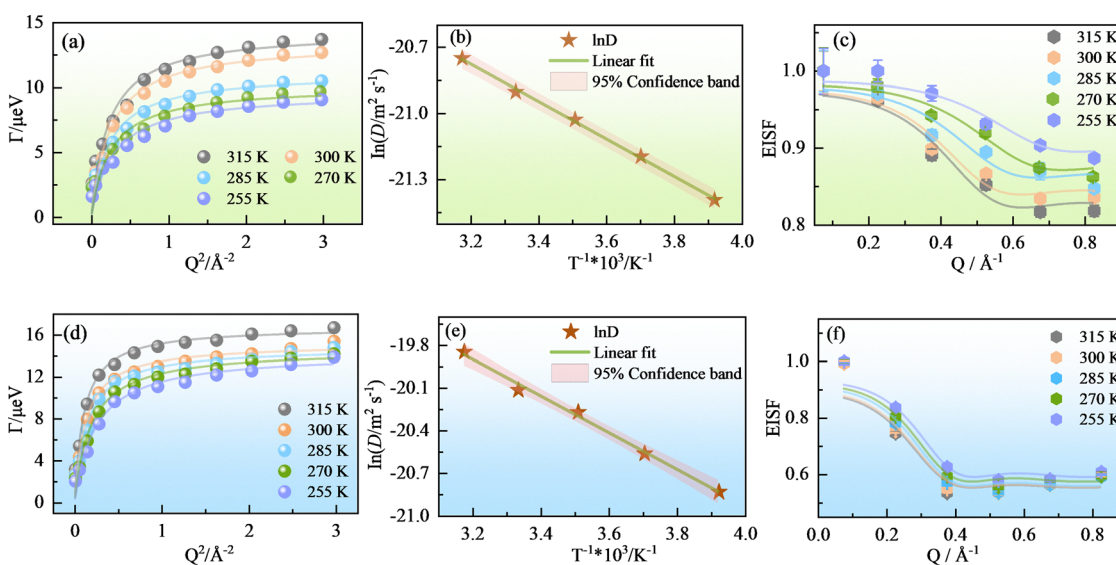 (a)
Γ/μeV
15
10
5
0
315 K
300 K
285 K
270 K
255 K
0
1
2
3
Q²/Å⁻²
(b)
ln(D/m² s⁻¹)
-20.7
-21.0
-21.3
lnD
Linear fit
95% Confidence band
3.2
3.4
3.6
3.8
4.0
T⁻¹*10³/K⁻¹
(c)
EISF
1.0
0.9
0.8
315 K
300 K
285 K
270 K
255 K
0.2
0.4
0.6
0.8
Q / Å⁻¹
(d)
Γ/μeV
16
12
8
4
0
315 K
300 K
285 K
270 K
255 K
0
1
2
3
Q²/Å⁻²
(e)
ln(D/m² s⁻¹)
-19.8
-20.1
-20.4
-20.7
-21.0
lnD
Linear fit
95% Confidence band
3.2
3.4
3.6
3.8
4.0
T⁻¹*10³/K⁻¹
(f)
EISF
1.0
0.8
0.6
315 K
300 K
285 K
270 K
255 K
0.0
0.2
0.4
0.6
0.8
Q / Å⁻¹